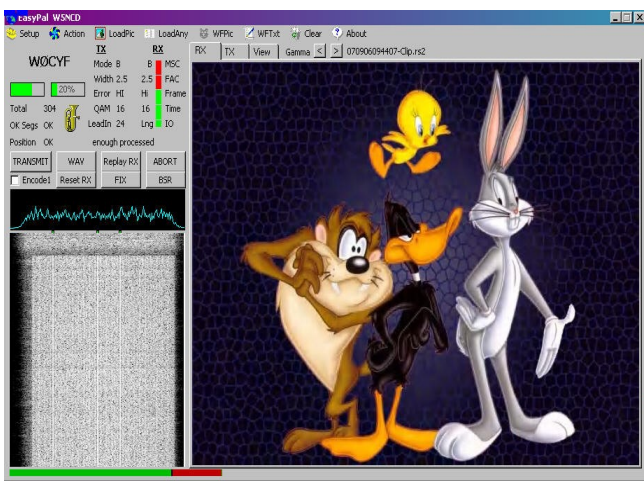 EasyPal W5NCD
Setup Action LoadPic LoadAny WFPic WFTxt Clear About
RX TX View Gamma < > 070906094407-Clip.rs2
TX RX
WØCYF
Mode B B MSC
Width 2.5 2.5 FAC
20% Error HI Hi Frame
Total 304 QAM 16 16 Time
OK Segs OK LeadIn 24 Lng IO
Position OK enough processed
TRANSMIT WAV Replay RX ABORT
Encode1 Reset RX FIX BSR